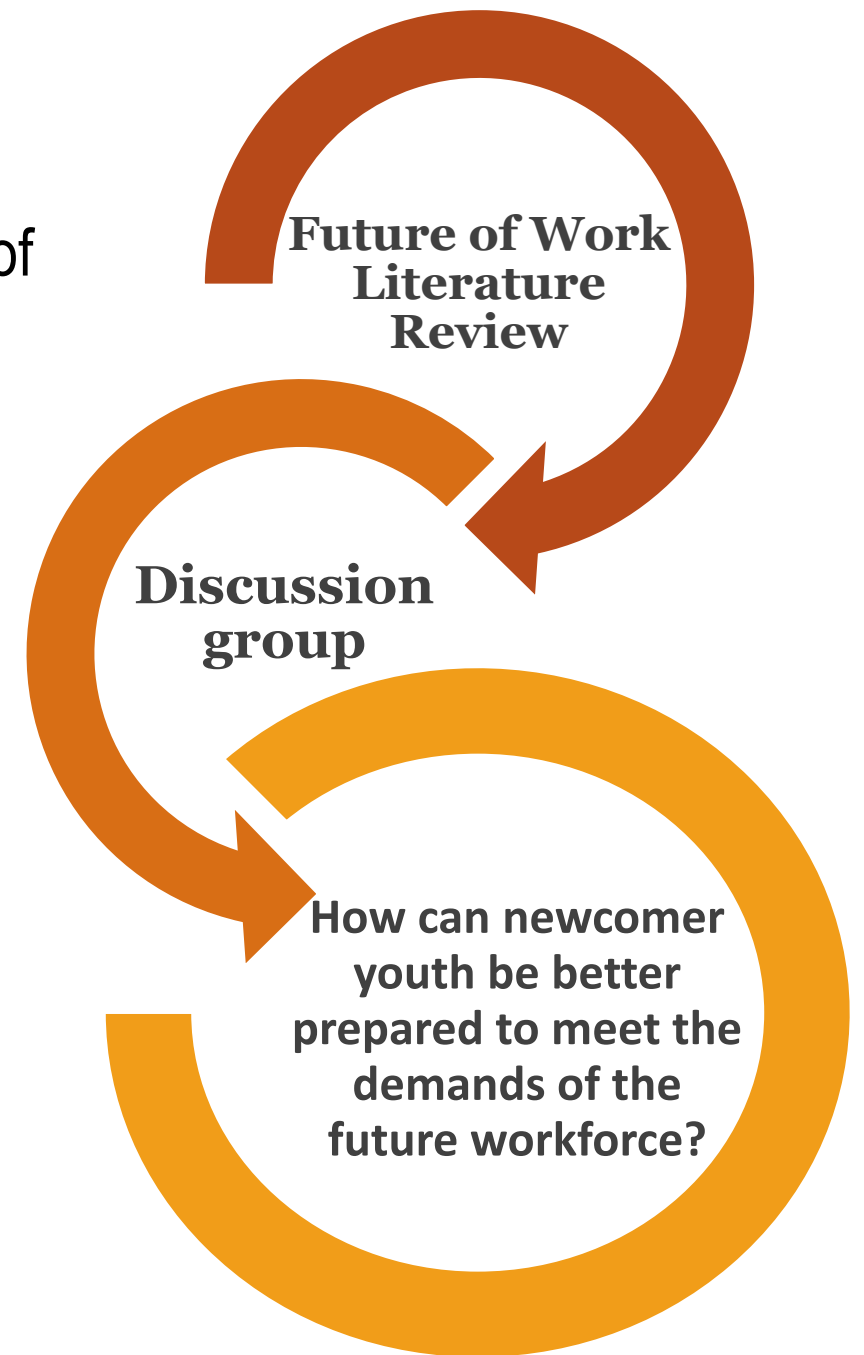 of
Future of Work
Literature
Review
Discussion
group
How can newcomer
youth be better
prepared to meet the
demands of the
future workforce?